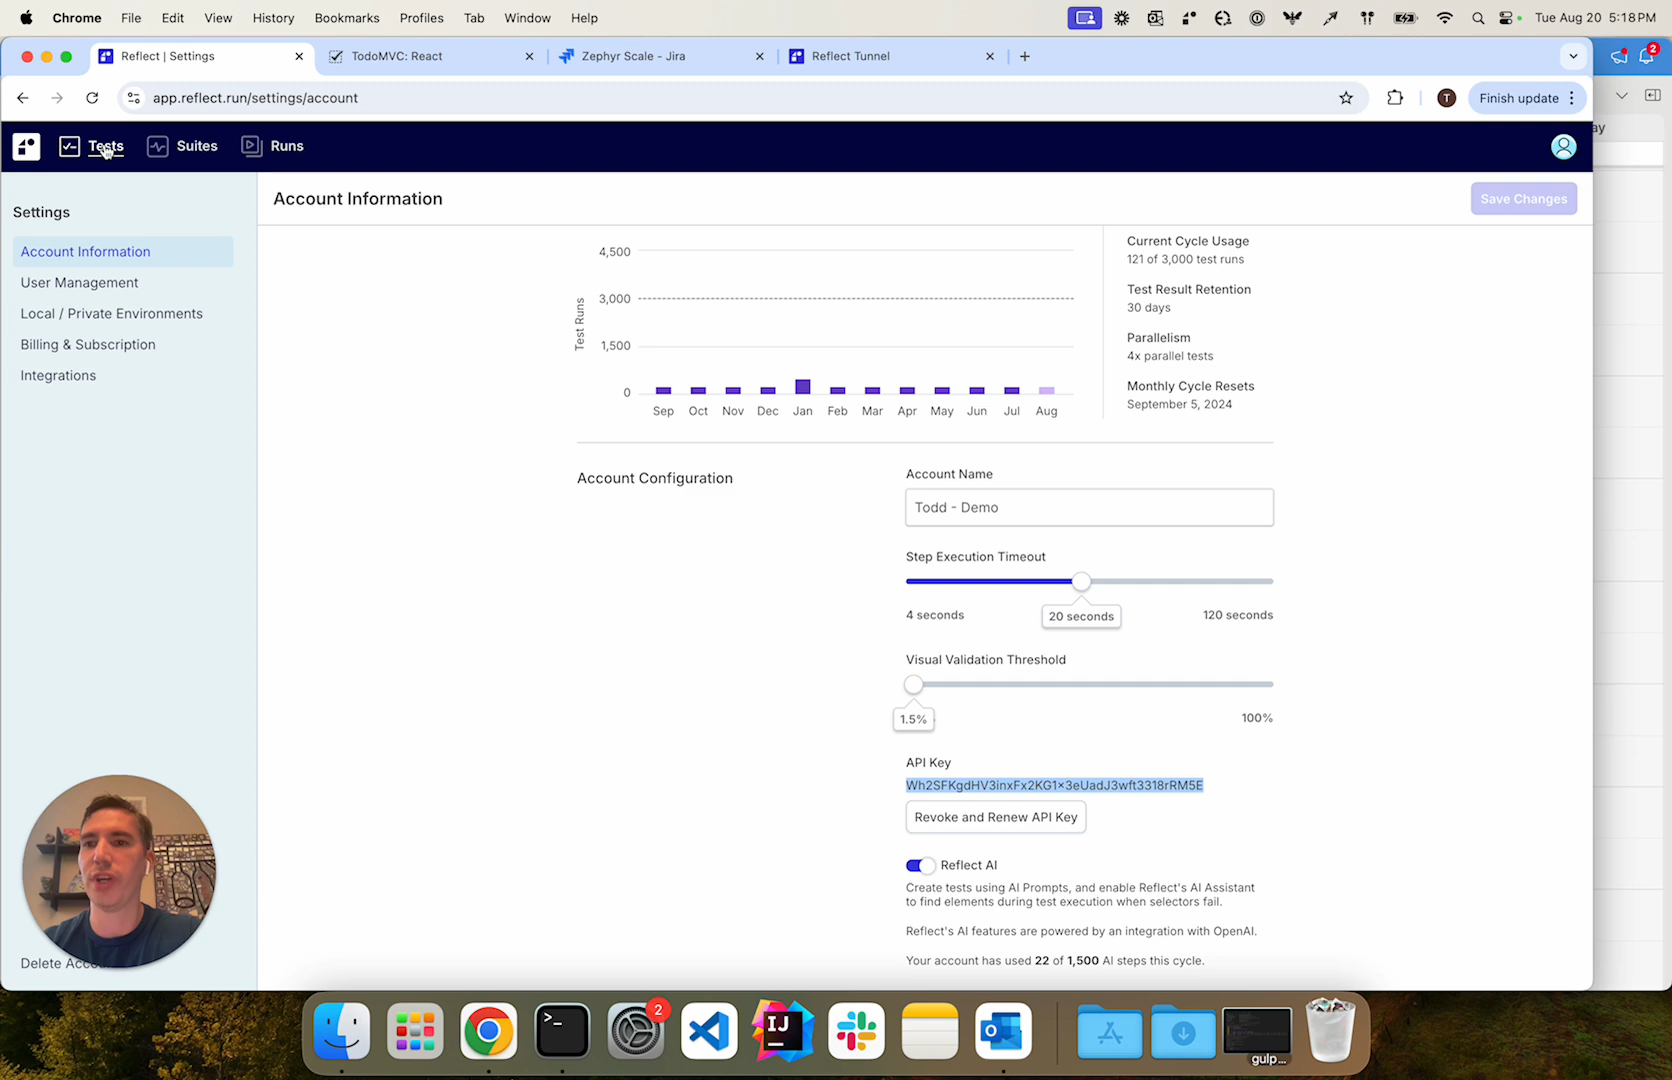 Chrome File Edit View History Bookmarks Profiles Tab Window Help Tue Aug 20 5:18 PM
Reflect | Settings TodoMVC: React Zephyr Scale - Jira Reflect Tunnel 2
app.reflect.run/settings/account T Finish update
Tests Suites Runs ay
Settings
Account Information
User Management
Local / Private Environments
Billing & Subscription
Integrations
Delete Acco
Account Information Save Changes
Test Runs
4,500
3,000
1,500
0
Sep Oct Nov Dec Jan Feb Mar Apr May Jun Jul Aug
Current Cycle Usage
121 of 3,000 test runs
Test Result Retention
30 days
Parallelism
4x parallel tests
Monthly Cycle Resets
September 5, 2024
Account Configuration
Account Name
Todd - Demo
Step Execution Timeout
4 seconds 20 seconds 120 seconds
Visual Validation Threshold
1.5% 100%
API Key
Wh2SFKgdHV3inxFx2KG1x3eUadJ3wft3318rRM5E
Revoke and Renew API Key
Reflect AI
Create tests using AI Prompts, and enable Reflect's AI Assistant
to find elements during test execution when selectors fail.
Reflect's AI features are powered by an integration with OpenAI.
Your account has used 22 of 1,500 AI steps this cycle.
>_ 2 IJ gulp...